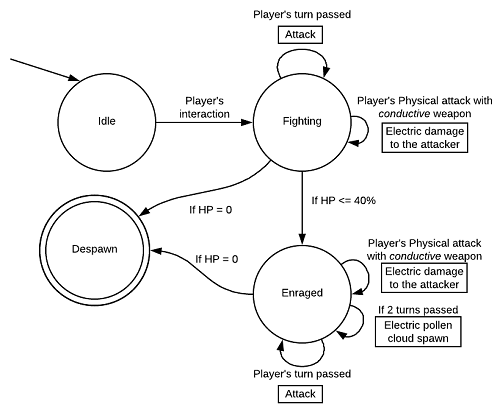 Player's turn passed
Attack
Idle
Player's
interaction
Fighting
Player's Physical attack with
conductive weapon
Electric damage
to the attacker
If HP = 0
If HP <= 40%
Despawn
If HP = 0
Enraged
Player's Physical attack
with conductive weapon
Electric damage
to the attacker
If 2 turns passed
Electric pollen
cloud spawn
Player's turn passed
Attack